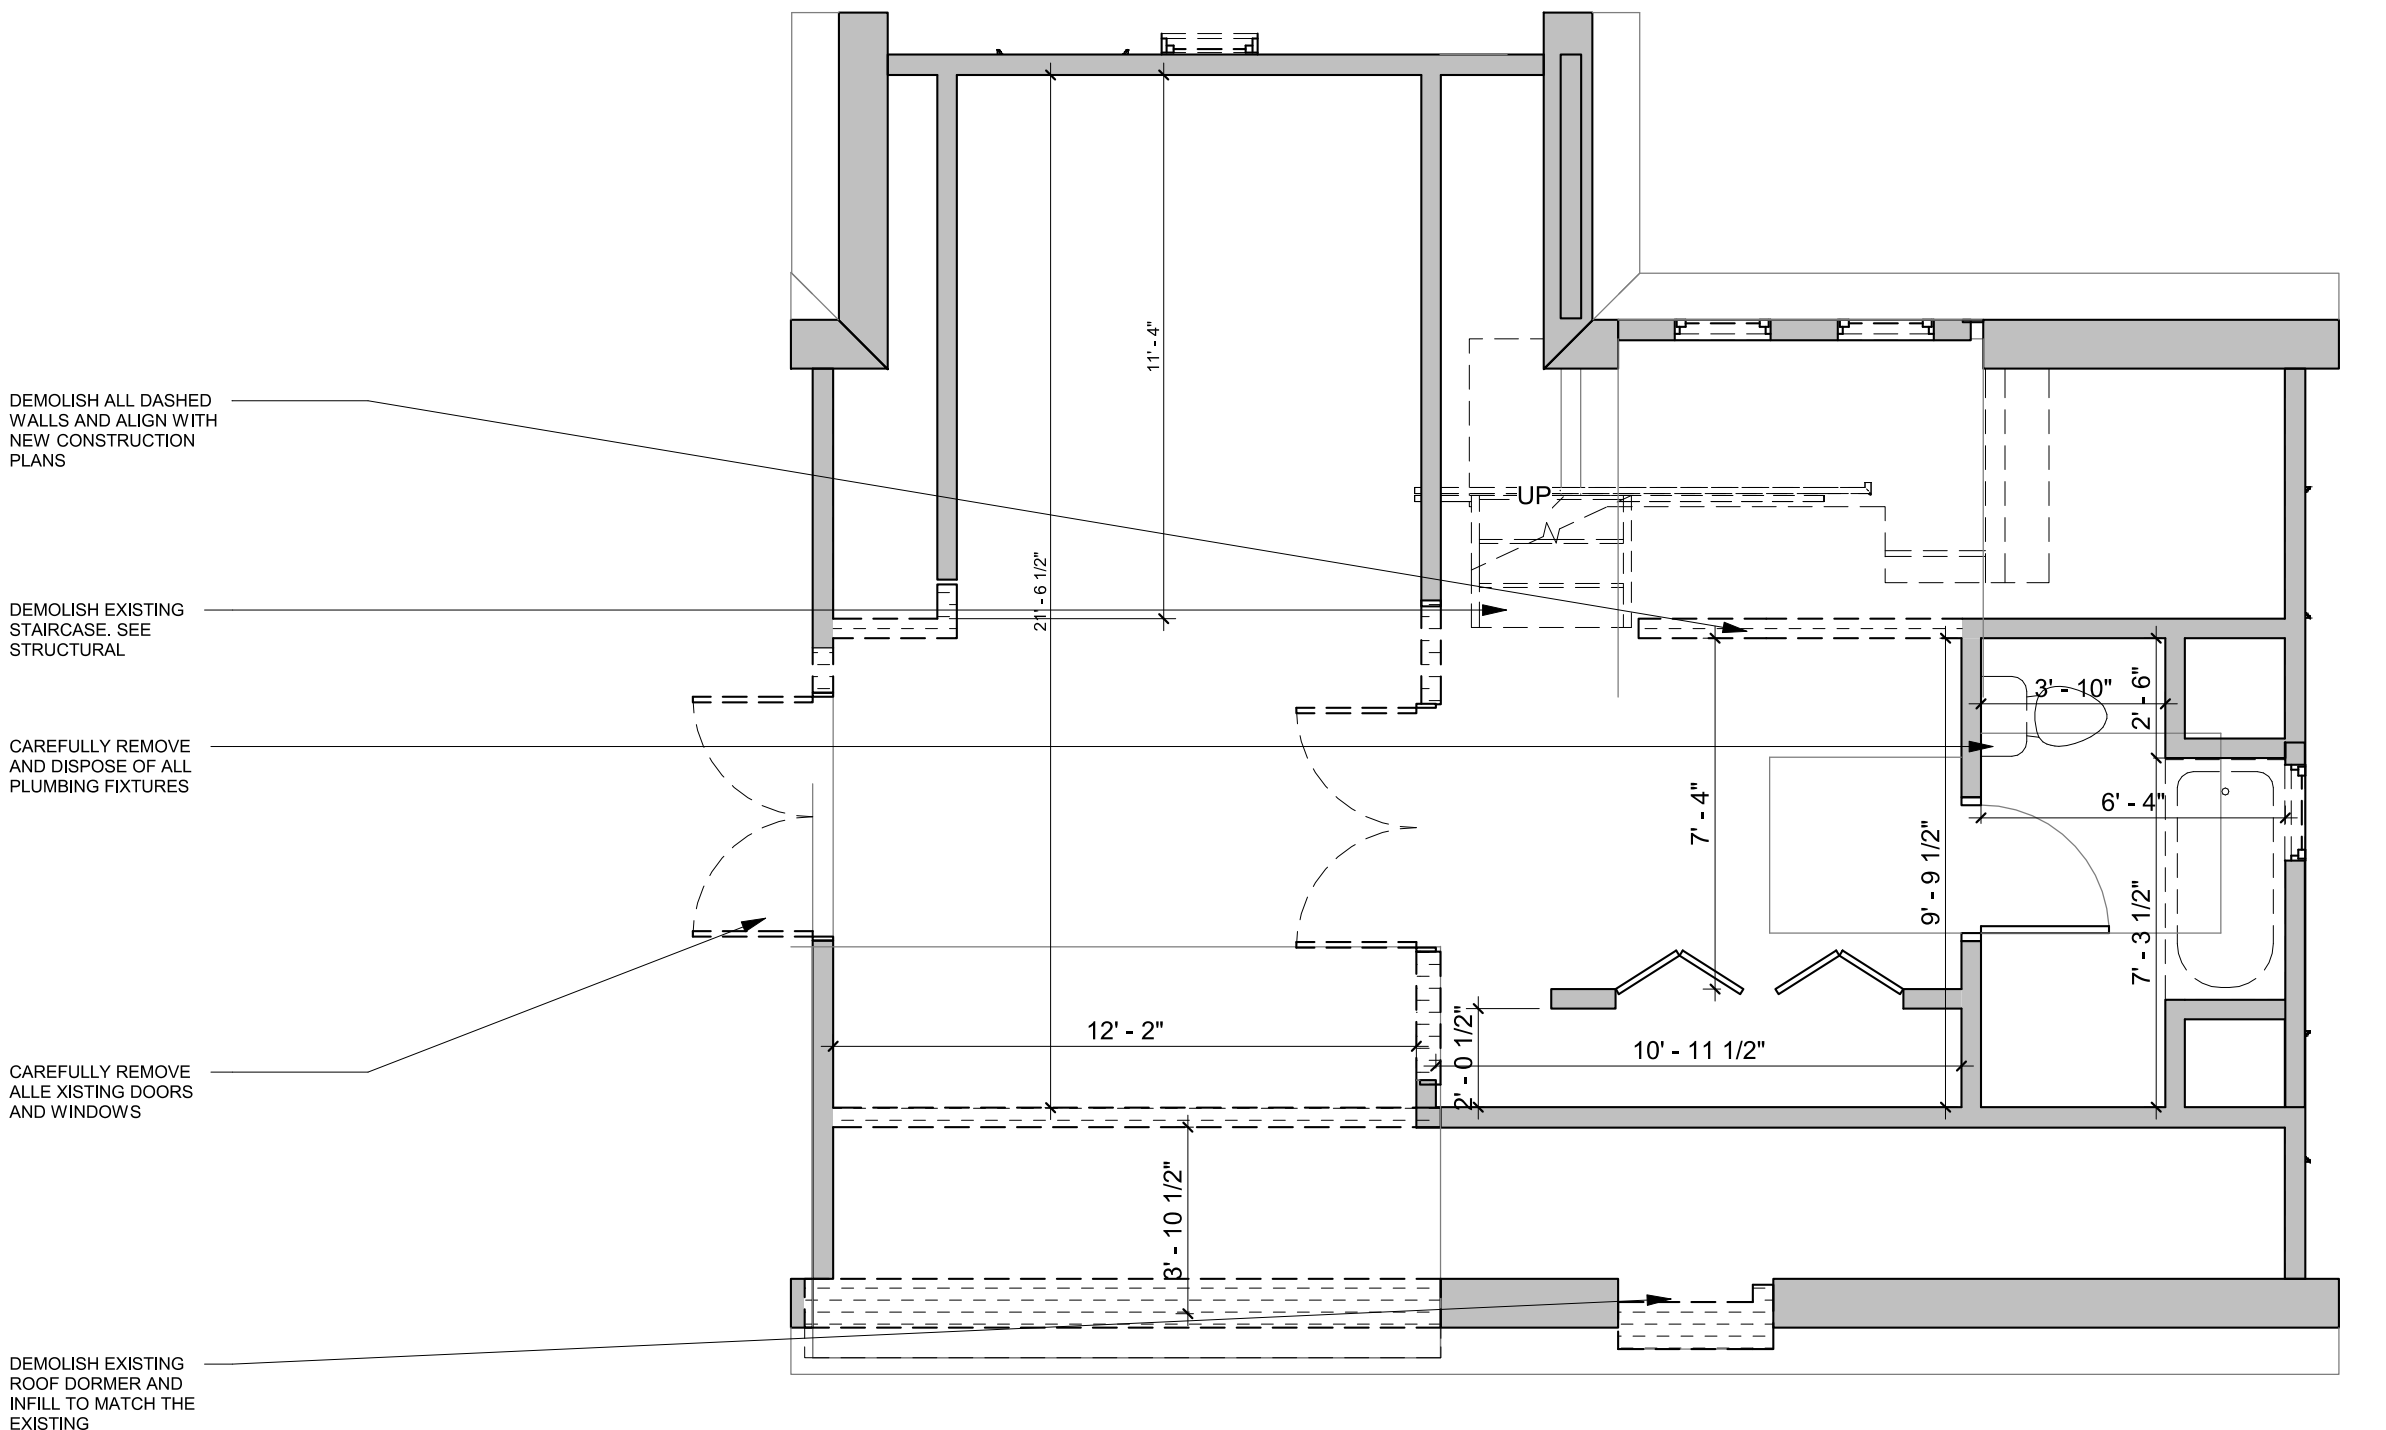 DEMOLISH ALL DASHED
WALLS AND ALIGN WITH
NEW CONSTRUCTION
PLANS
DEMOLISH EXISTING
STAIRCASE. SEE
STRUCTURAL
CAREFULLY REMOVE
AND DISPOSE OF ALL
PLUMBING FIXTURES
CAREFULLY REMOVE
ALLE XISTING DOORS
AND WINDOWS
DEMOLISH EXISTING
ROOF DORMER AND
INFILL TO MATCH THE
EXISTING
11' - 4"
21' - 6 1/2"
UP
3' - 10"
2' - 6"
7' - 4"
6' - 4"
9' - 9 1/2"
7' - 3 1/2"
12' - 2"
2' - 0 1/2"
10' - 11 1/2"
3' - 10 1/2"